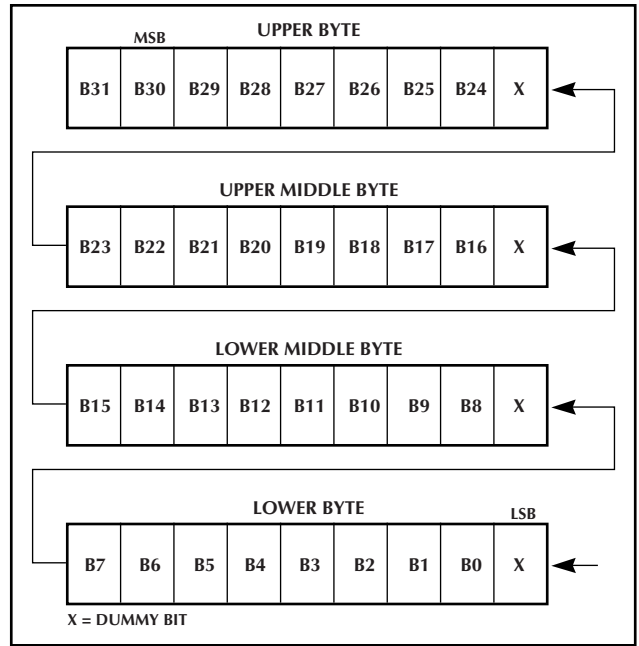 UPPER BYTE
MSB
B31 B30 B29 B28 B27 B26 B25 B24 X
UPPER MIDDLE BYTE
B23 B22 B21 B20 B19 B18 B17 B16 X
LOWER MIDDLE BYTE
B15 B14 B13 B12 B11 B10 B9 B8 X
LOWER BYTE
LSB
B7 B6 B5 B4 B3 B2 B1 B0 X
X = DUMMY BIT